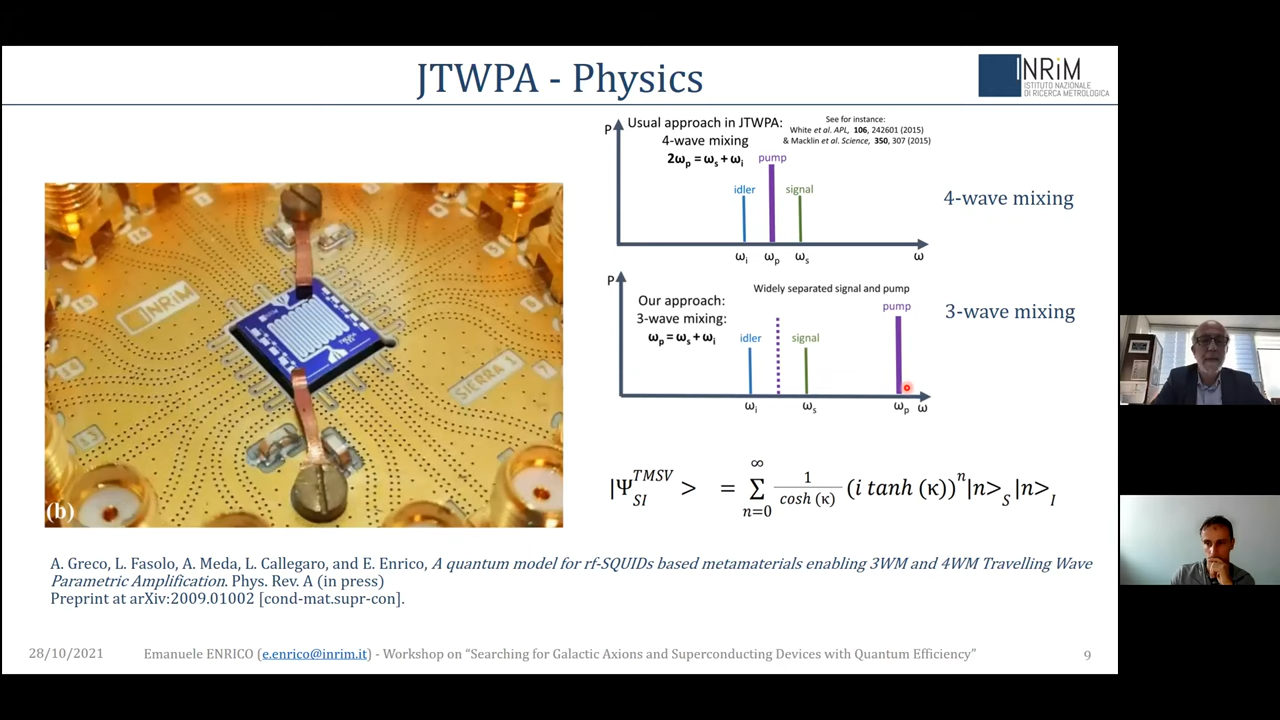 JTWPA - Physics
INRiM
ISTITUTO NAZIONALE
DI RICERCA METROLOGICA
P
Usual approach in JTWPA:
4-wave mixing
2ωp = ωs + ωi
See for instance:
White et al. APL, 106, 242601 (2015)
& Macklin et al. Science, 350, 307 (2015)
pump
idler
signal
ωi ωp ωs ω
4-wave mixing
P
Our approach:
3-wave mixing:
ωp = ωs + ωi
Widely separated signal and pump
pump
idler
signal
ωi ωs ωp ω
3-wave mixing
INRiM
SIERRA 1
(b)
|Ψ_SI^TMSV > = ∑_{n=0}^{∞} 1/cosh (κ) (i tanh (κ))^n |n>_S |n>_I
A. Greco, L. Fasolo, A. Meda, L. Callegaro, and E. Enrico, A quantum model for rf-SQUIDs based metamaterials enabling 3WM and 4WM Travelling Wave
Parametric Amplification. Phys. Rev. A (in press)
Preprint at arXiv:2009.01002 [cond-mat.supr-con].
28/10/2021
Emanuele ENRICO (e.enrico@inrim.it) - Workshop on “Searching for Galactic Axions and Superconducting Devices with Quantum Efficiency”
9